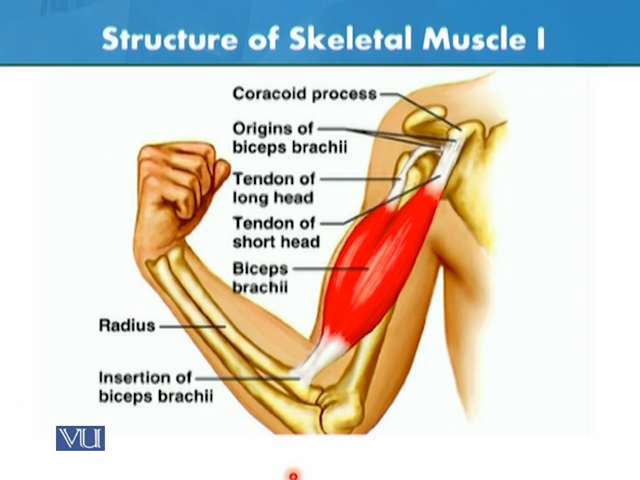 Structure of Skeletal Muscle I
Coracoid process
Origins of
biceps brachii
Tendon of
long head
Tendon of
short head
Biceps
brachii
Radius
Insertion of
biceps brachii
VU